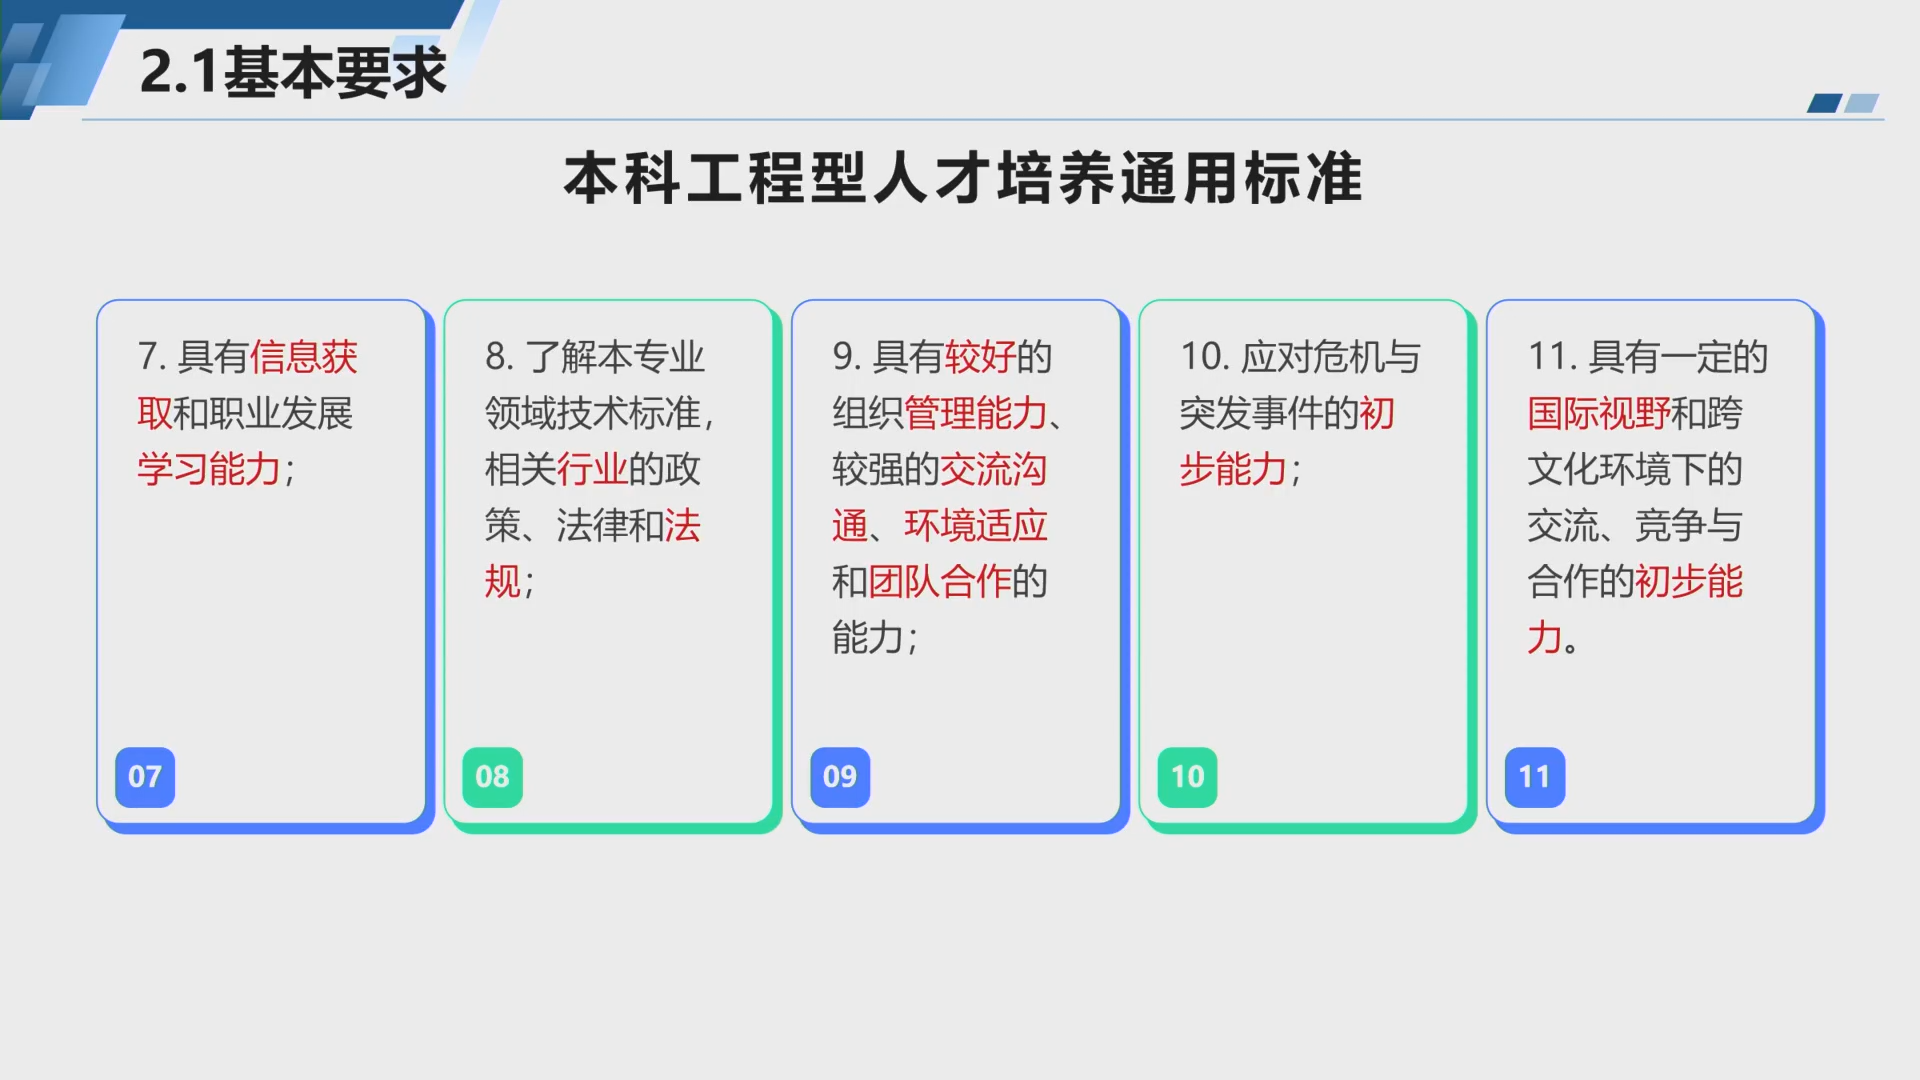 2.1基本要求
本科工程型人才培养通用标准
7. 具有信息获
取和职业发展
学习能力；
07
8. 了解本专业
领域技术标准，
相关行业的政
策、法律和法
规；
08
9. 具有较好的
组织管理能力、
较强的交流沟
通、环境适应
和团队合作的
能力；
09
10. 应对危机与
突发事件的初
步能力；
10
11. 具有一定的
国际视野和跨
文化环境下的
交流、竞争与
合作的初步能
力。
11